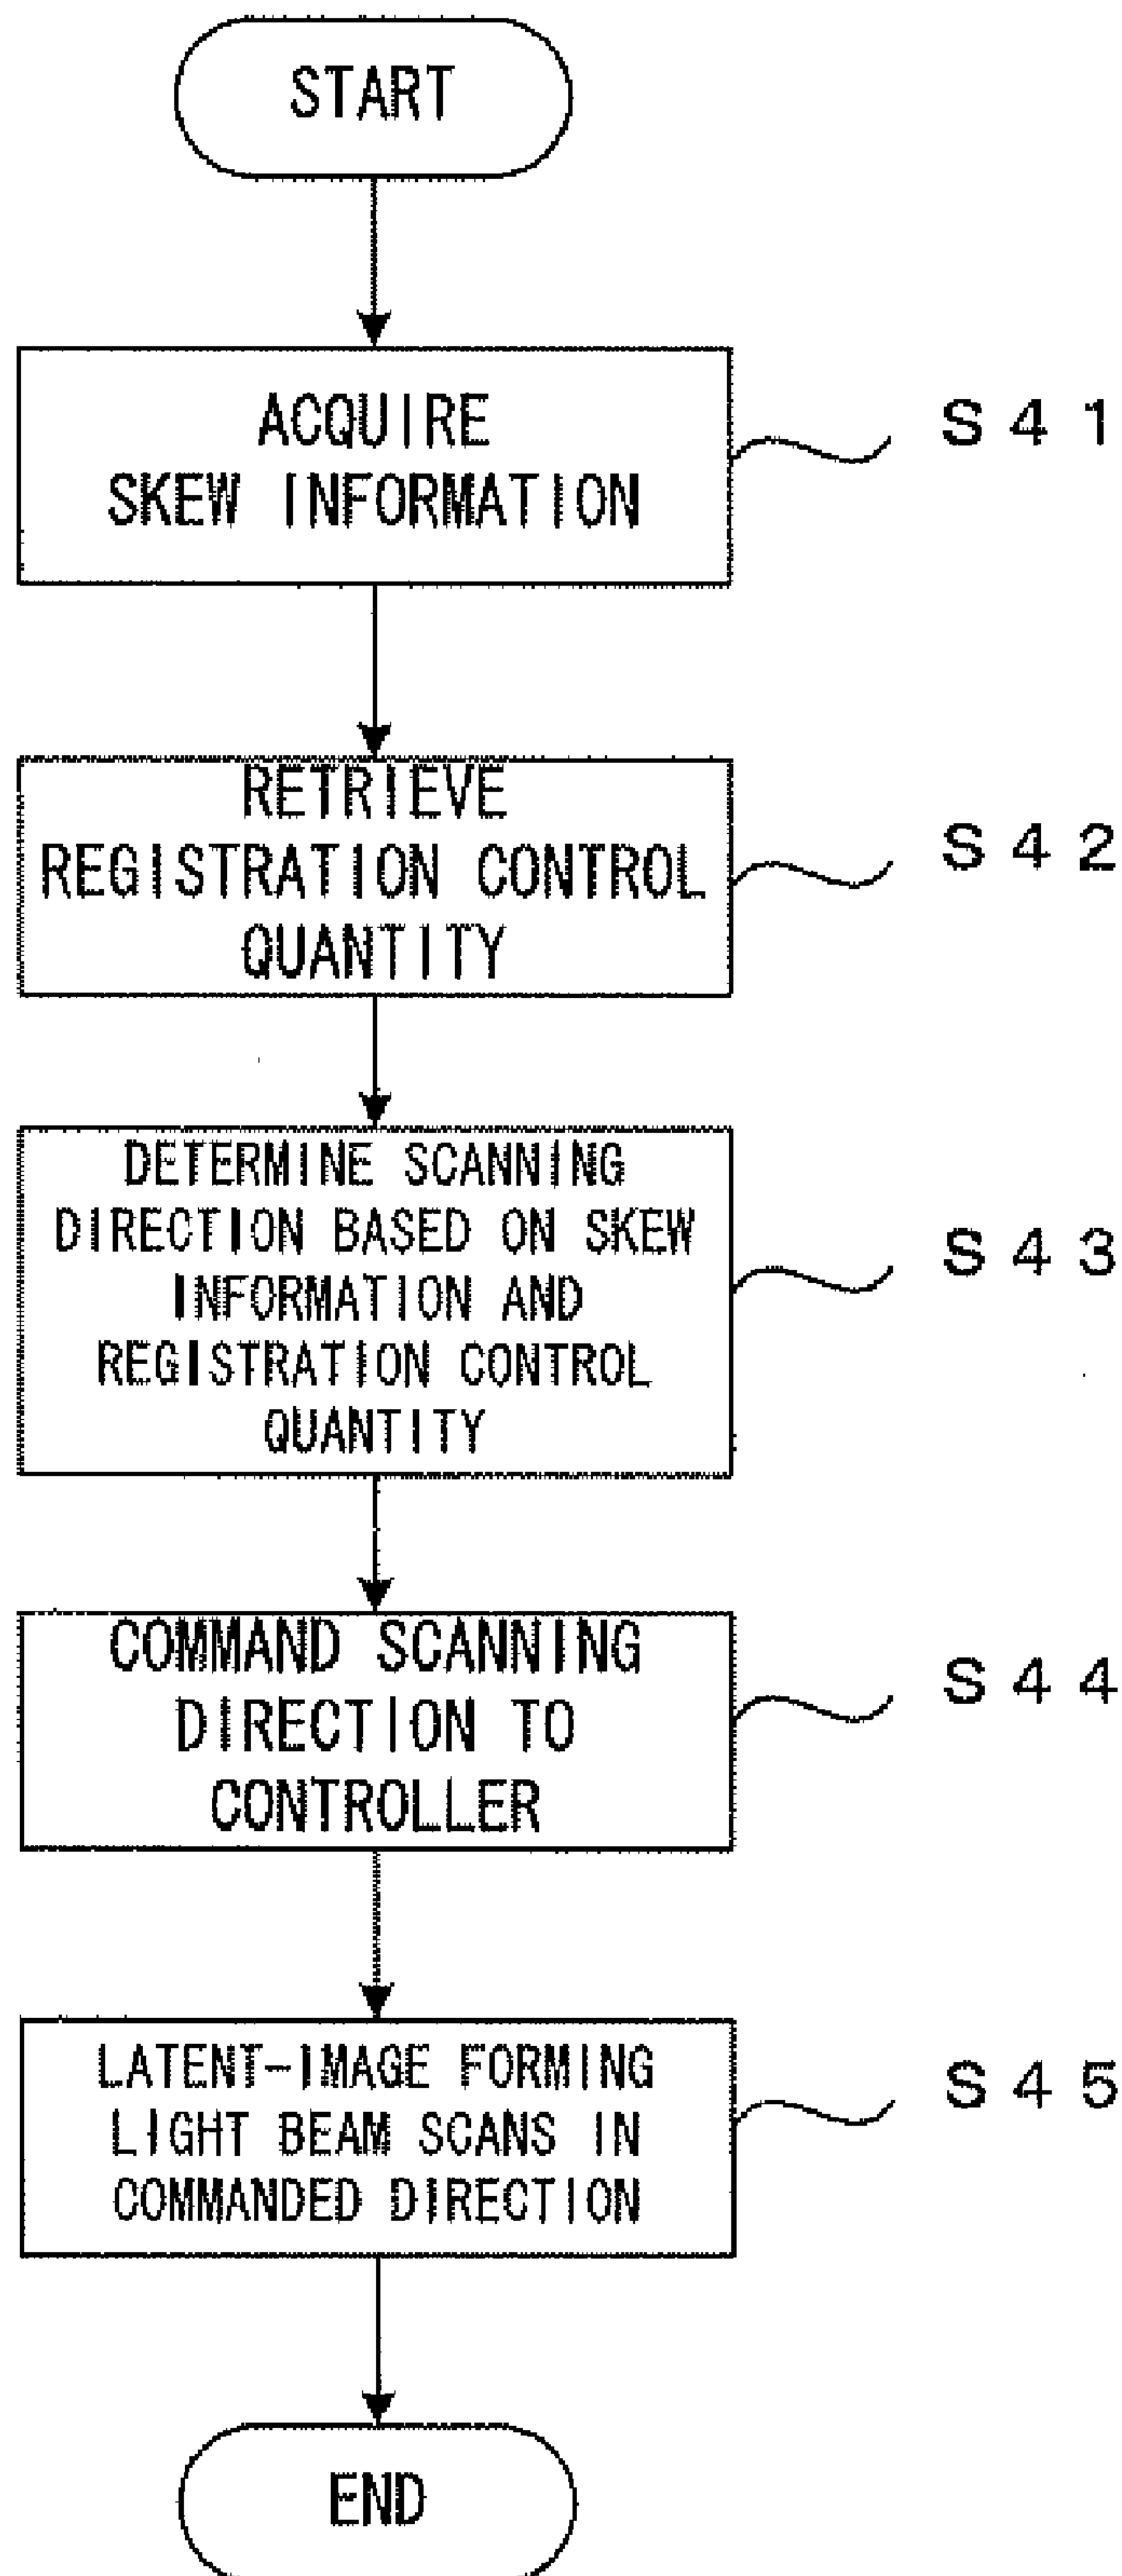 START
ACQUIRE
SKEW INFORMATION
S41
RETRIEVE
REGISTRATION CONTROL
QUANTITY
S42
DETERMINE SCANNING
DIRECTION BASED ON SKEW
INFORMATION AND
REGISTRATION CONTROL
QUANTITY
S43
COMMAND SCANNING
DIRECTION TO
CONTROLLER
S44
LATENT-IMAGE FORMING
LIGHT BEAM SCANS IN
COMMANDED DIRECTION
S45
END